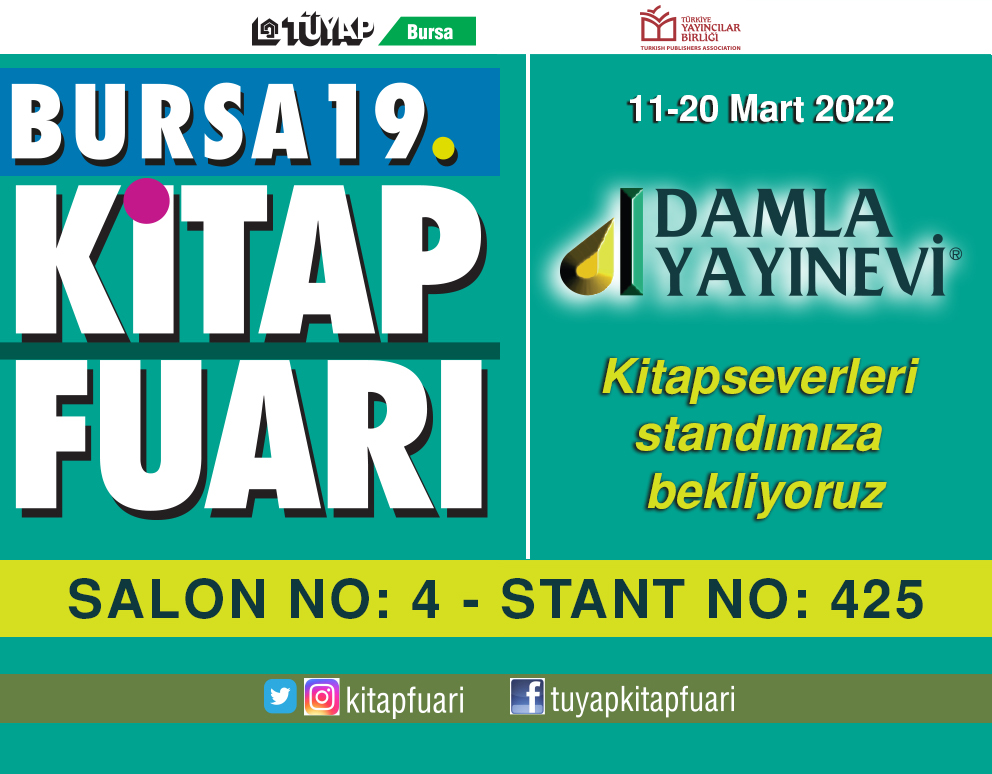 TÜYAP Bursa
TÜRKİYE
YAYINCILAR
BİRLİĞİ
TURKISH PUBLISHERS ASSOCIATION
BURSA 19.
KİTAP
FUARI
11-20 Mart 2022
DAMLA
YAYINEVİ®
Kitapseverleri
standımıza
bekliyoruz
SALON NO: 4 - STANT NO: 425
kitapfuari
tuyapkitapfuari